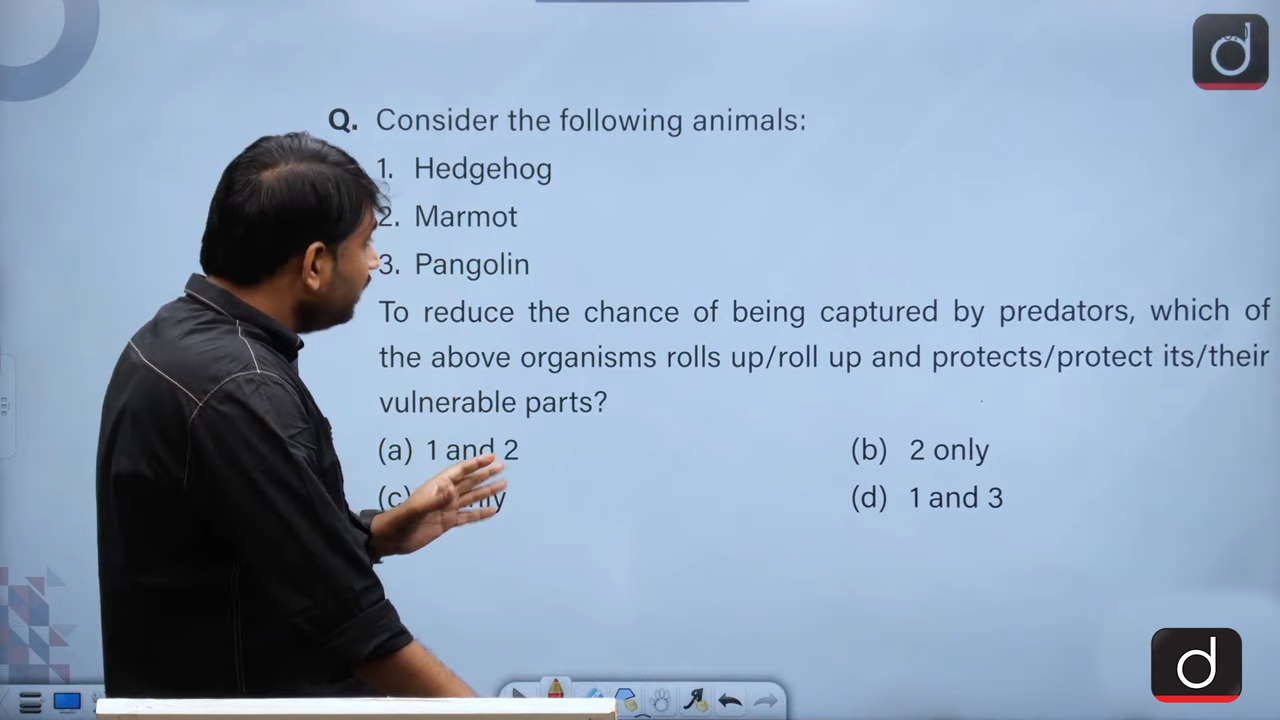 Q. Consider the following animals:
1. Hedgehog
2. Marmot
3. Pangolin
To reduce the chance of being captured by predators, which of
the above organisms rolls up/roll up and protects/protect its/their
vulnerable parts?
(a) 1 and 2 (b) 2 only
(c) (d) 1 and 3
d
d